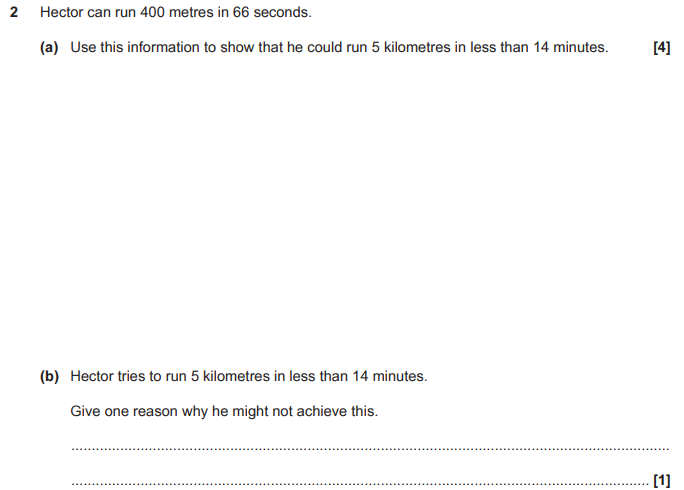 2 Hector can run 400 metres in 66 seconds.
(a) Use this information to show that he could run 5 kilometres in less than 14 minutes. [4]
(b) Hector tries to run 5 kilometres in less than 14 minutes.
Give one reason why he might not achieve this.
[1]